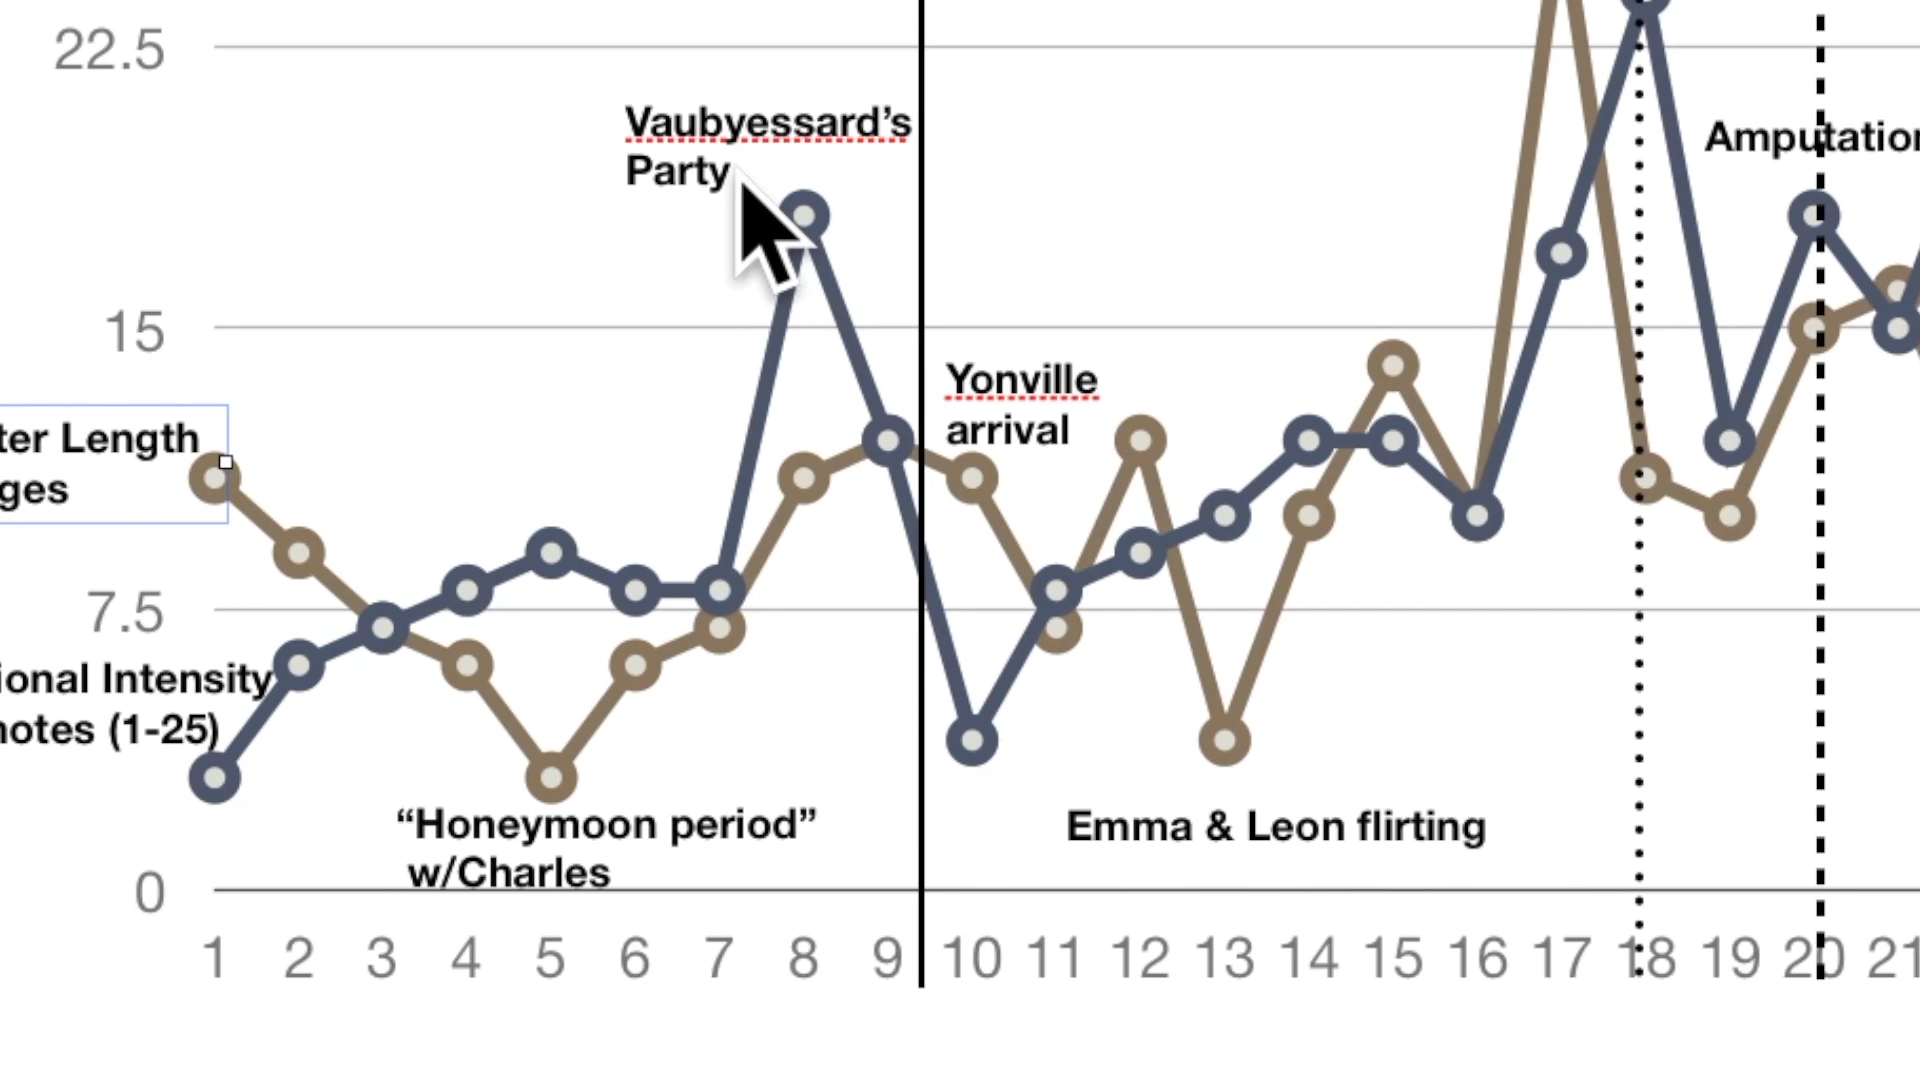 22.5
Vaubyessard’s
Party
Amputation
15
Yonville
arrival
ter Length
ges
7.5
ional Intensity
notes (1-25)
“Honeymoon period”
w/Charles
Emma & Leon flirting
0
1 2 3 4 5 6 7 8 9 10 11 12 13 14 15 16 17 18 19 20 21